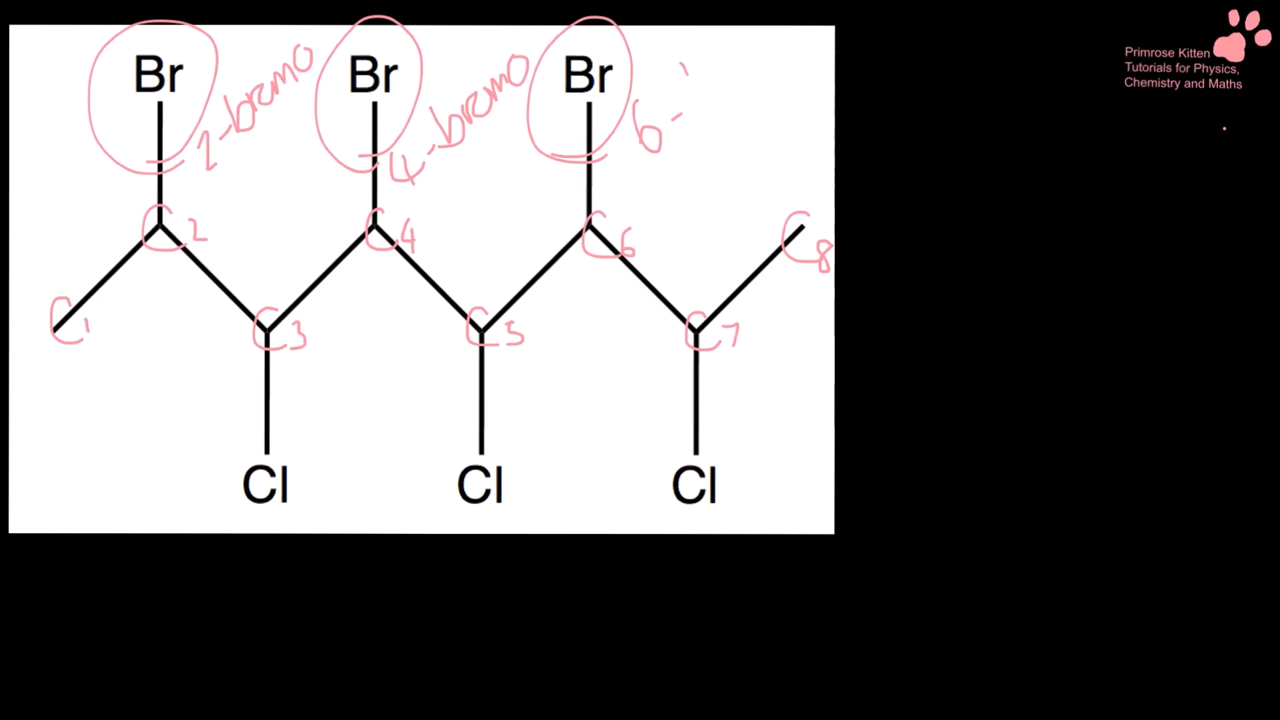 Primrose Kitten
Tutorials for Physics,
Chemistry and Maths
Br Br Br
2-bromo 4-bromo 6-
C2 C4 C6 C8
C1 C3 C5 C7
Cl Cl Cl